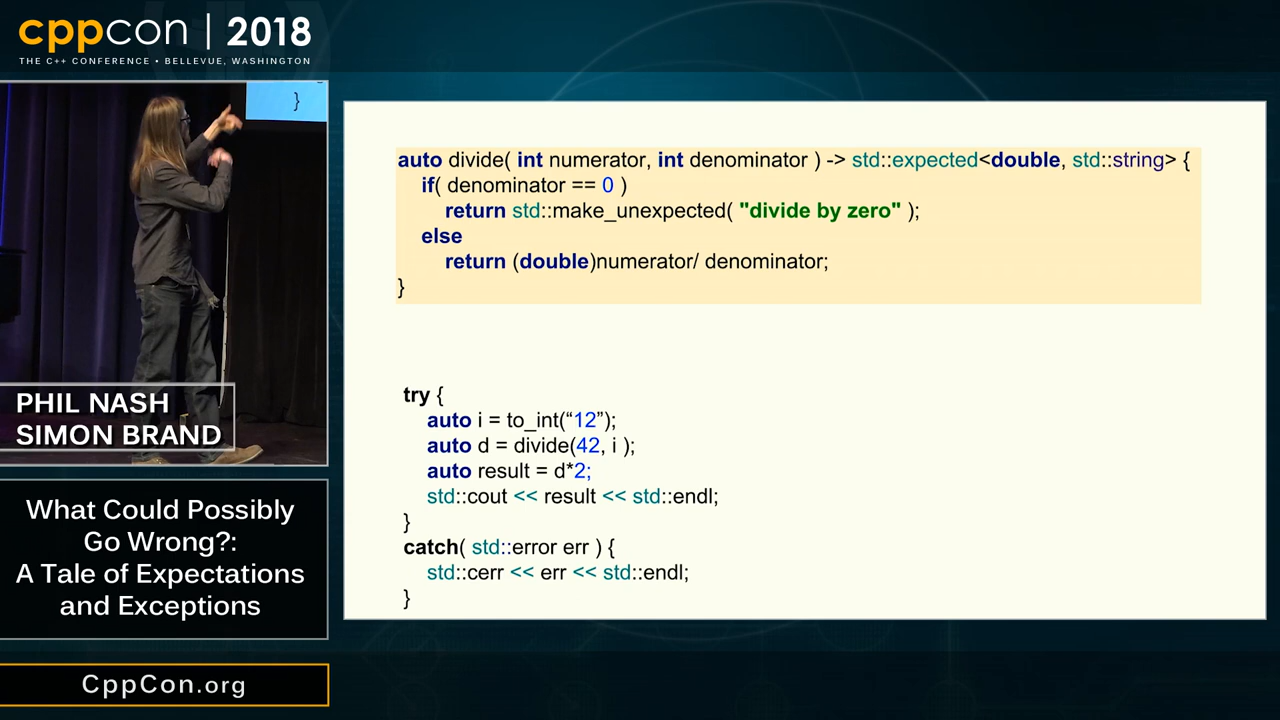 cppcon | 2018
THE C++ CONFERENCE • BELLEVUE, WASHINGTON
}
PHIL NASH
SIMON BRAND
What Could Possibly
Go Wrong?:
A Tale of Expectations
and Exceptions
CppCon.org
auto divide( int numerator, int denominator ) -> std::expected<double, std::string> {
if( denominator == 0 )
return std::make_unexpected( "divide by zero" );
else
return (double)numerator/ denominator;
}
try {
auto i = to_int(“12”);
auto d = divide(42, i );
auto result = d*2;
std::cout << result << std::endl;
}
catch( std::error err ) {
std::cerr << err << std::endl;
}